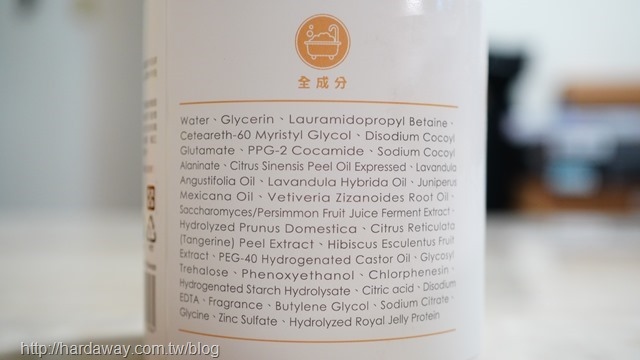 全成分
Water、Glycerin、Lauramidopropyl Betaine、
Ceteareth-60 Myristyl Glycol、Disodium Cocoyl
Glutamate、PPG-2 Cocamide、Sodium Cocoyl
Alaninate、Citrus Sinensis Peel Oil Expressed、Lavandula
Angustifolia Oil、Lavandula Hybrida Oil、Juniperus
Mexicana Oil、Vetiveria Zizanoides Root Oil、
Saccharomyces/Persimmon Fruit Juice Ferment Extract、
Hydrolyzed Prunus Domestica、Citrus Reticulata
(Tangerine) Peel Extract、Hibiscus Esculentus Fruit
Extract、PEG-40 Hydrogenated Castor Oil、Glycosyl
Trehalose、Phenoxyethanol、Chlorphenesin、
Hydrogenated Starch Hydrolysate、Citric acid、Disodium
EDTA、Fragrance、Butylene Glycol、Sodium Citrate、
Glycine、Zinc Sulfate、Hydrolyzed Royal Jelly Protein
http://hardaway.com.tw/blog